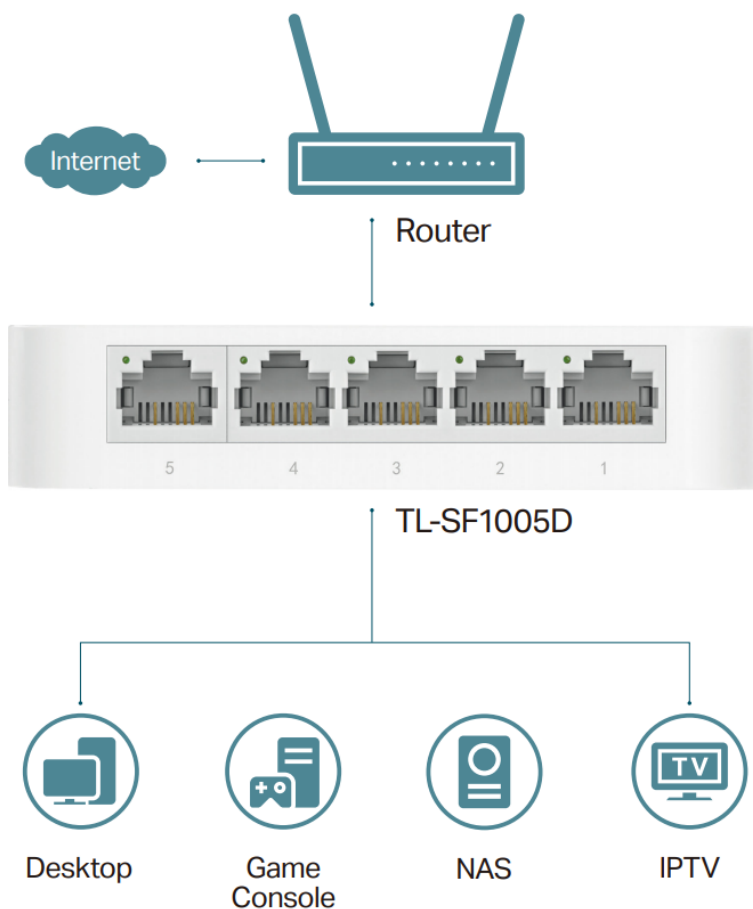 Internet
Router
5 4 3 2 1
TL-SF1005D
TV
Desktop
Game
Console
NAS
IPTV